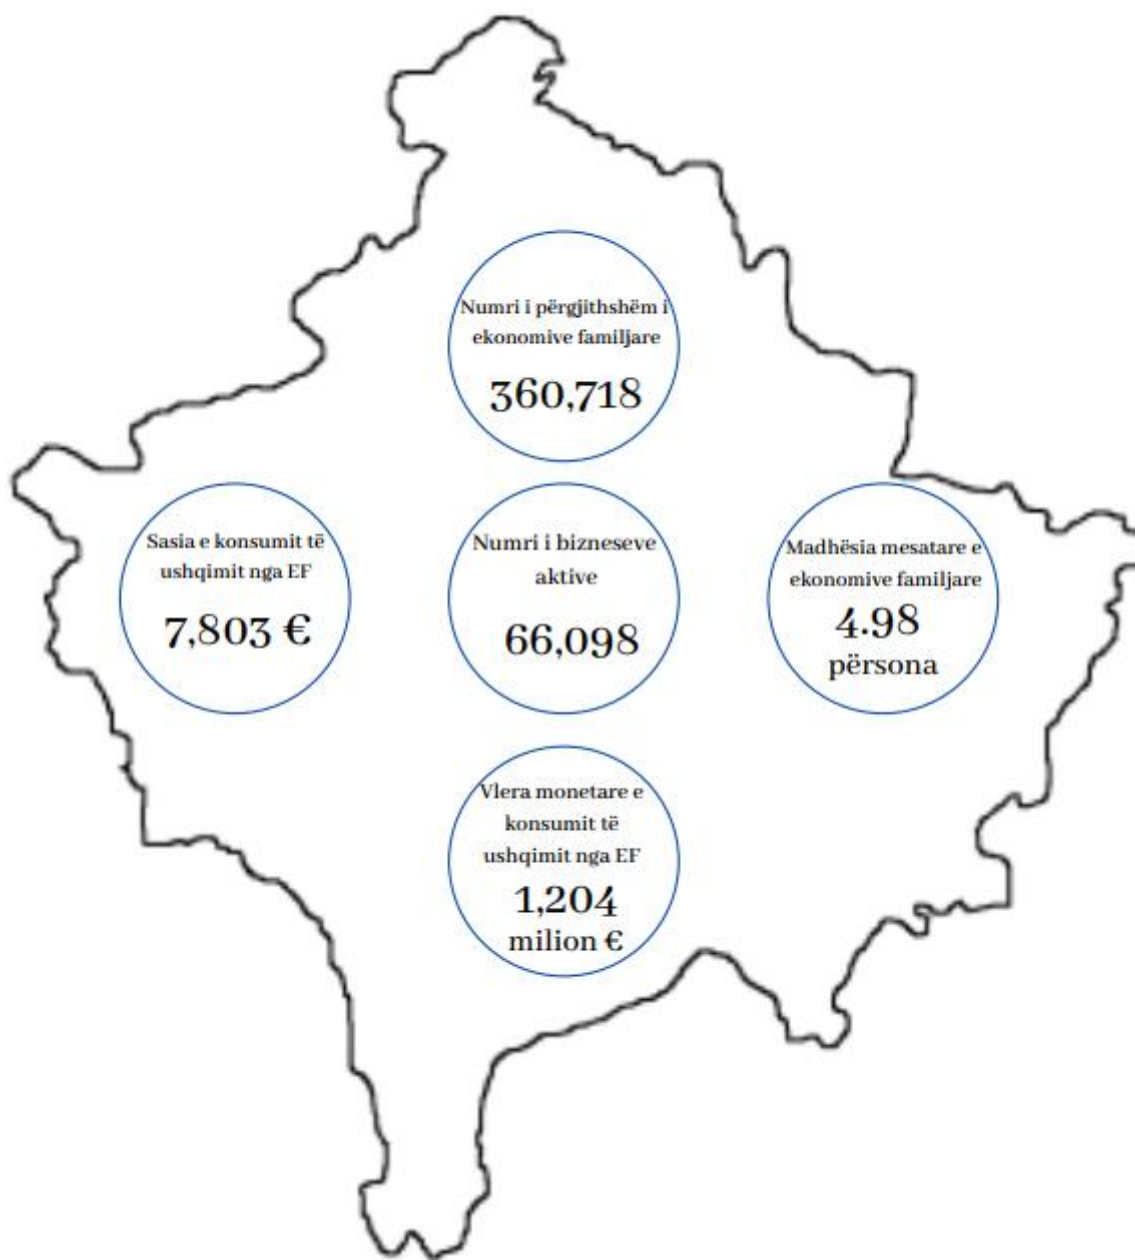 Numri i përgjithshëm i
ekonomive familjare
360,718
Sasia e konsumit të
ushqimit nga EF
7,803 €
Numri i bizneseve
aktive
66,098
Madhësia mesatare e
ekonomive familjare
4.98
përsona
Vlera monetare e
konsumit të
ushqimit nga EF
1,204
milion €